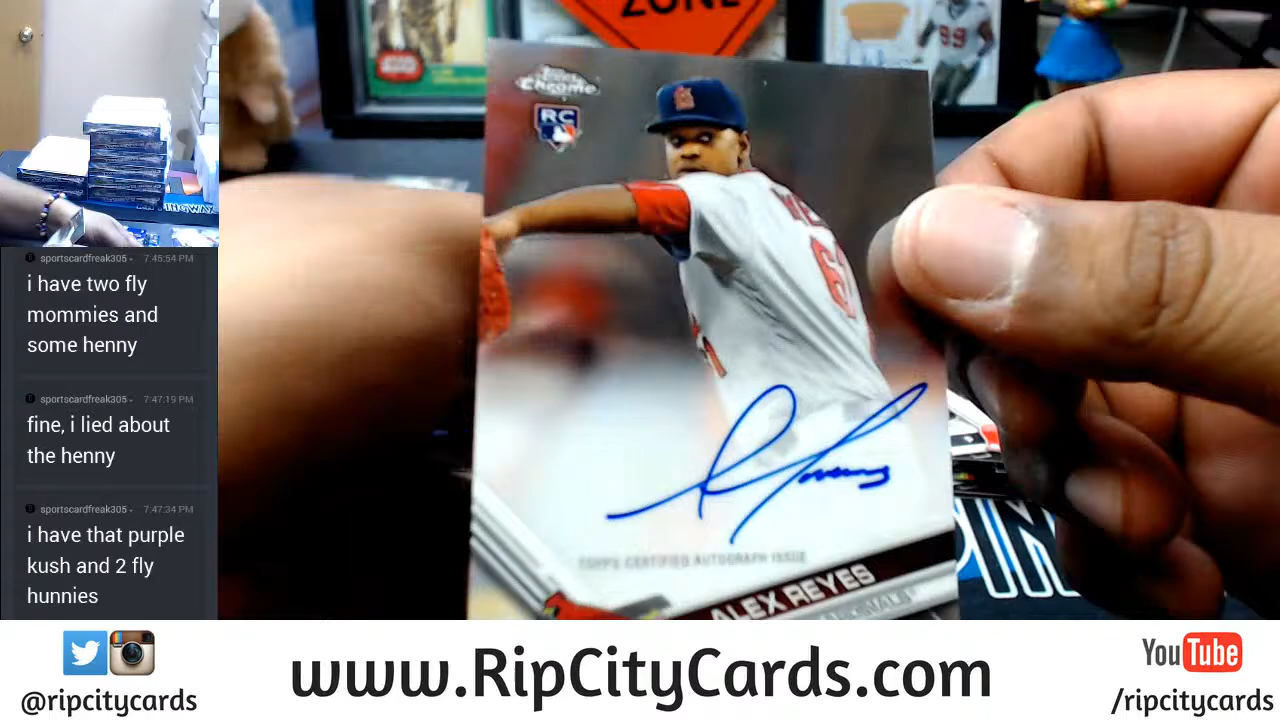 ZONE
99
Topps
Chrome
RC
61
sportscardfreak305 - 7:45:54 PM
i have two fly
mommies and
some henny
sportscardfreak305 - 7:47:19 PM
fine, i lied about
the henny
sportscardfreak305 - 7:47:34 PM
i have that purple
kush and 2 fly
hunnies
TOPPS CERTIFIED AUTOGRAPH ISSUE
ALEX REYES
www.RipCityCards.com
@ripcitycards
YouTube
/ripcitycards